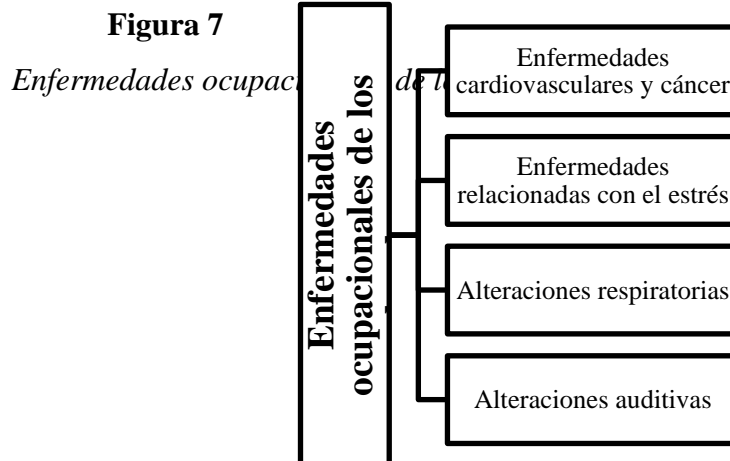 Figura 7
Enfermedades de
Enfermedades
ocupacionales de los
Enfermedades
cardiovasculares y cáncer
Enfermedades
relacionadas con el estrés
Alteraciones respiratorias
Alteraciones auditivas